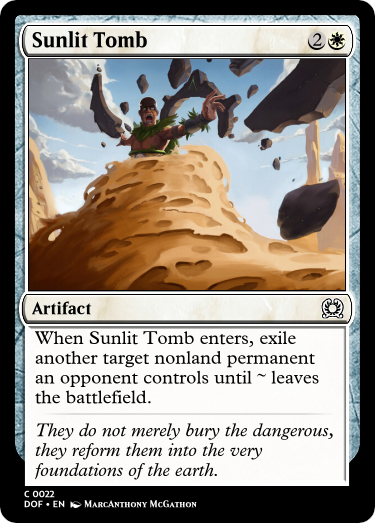 Sunlit Tomb 2
Artifact
When Sunlit Tomb enters, exile
another target nonland permanent
an opponent controls until ~ leaves
the battlefield.
They do not merely bury the dangerous,
they reform them into the very
foundations of the earth.
C 0022
DOF • EN MarcAnthony McGathon